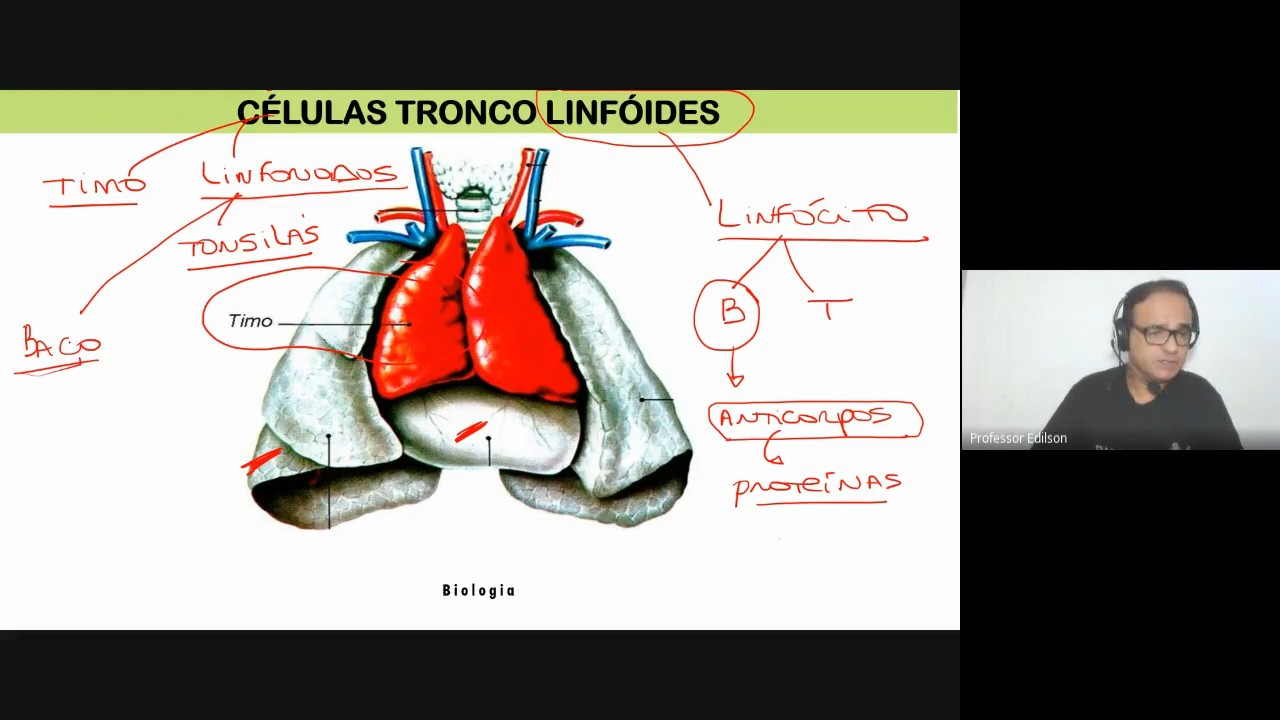 CÉLULAS TRONCO LINFÓIDES
TIMO
LINFONODOS
TONSILAS
LINFÓCITO
Timo
B
T
BAÇO
ANTICORPOS
PROTEÍNAS
Professor Edilson
Biologia